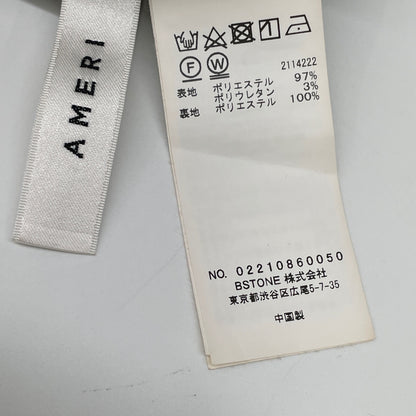 AMERI
F W
2114222
表地 ポリエステル 97%
ポリウレタン 3%
裏地 ポリエステル 100%
NO. 02210860050
BSTONE 株式会社
東京都渋谷区広尾5-7-35
中国製